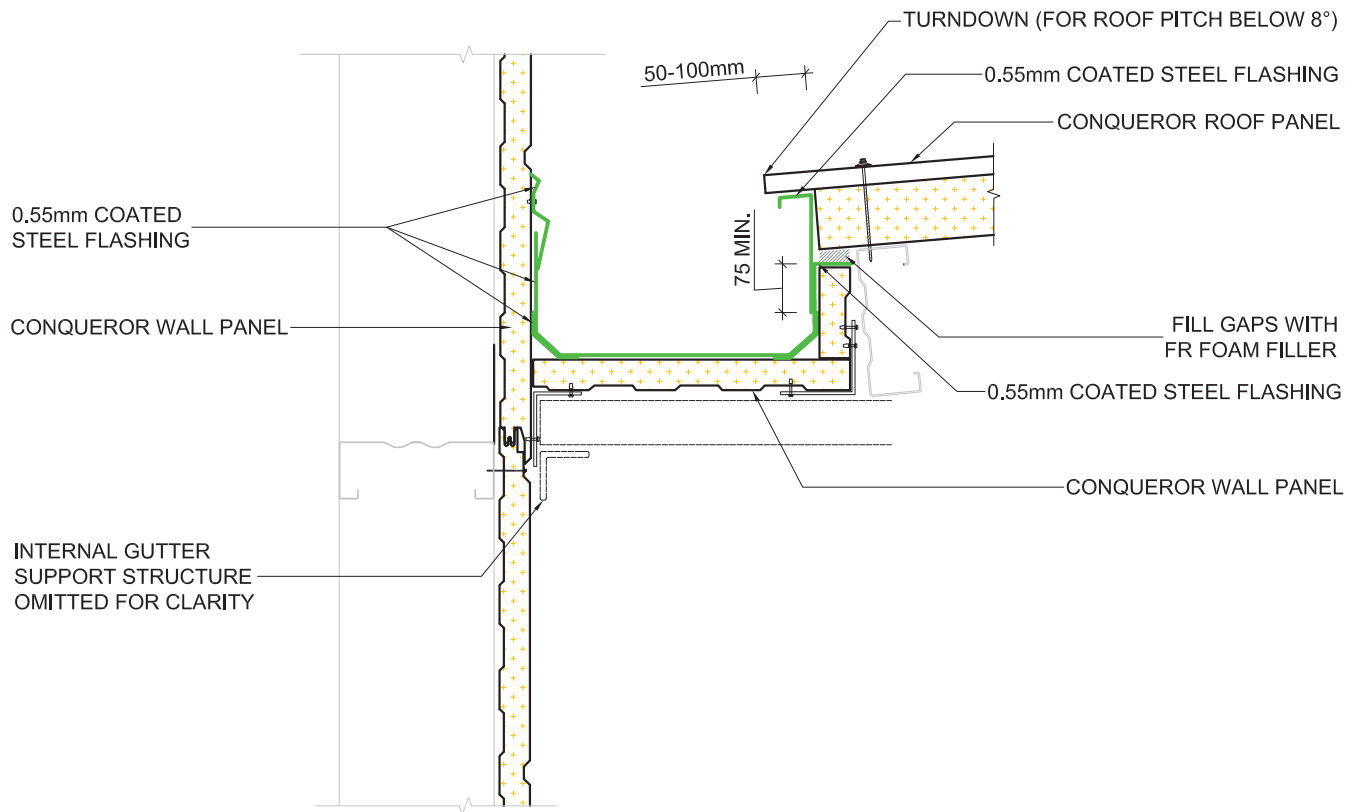 TURNDOWN (FOR ROOF PITCH BELOW 8°)
50-100mm
0.55mm COATED STEEL FLASHING
CONQUEROR ROOF PANEL
0.55mm COATED
STEEL FLASHING
75 MIN.
CONQUEROR WALL PANEL
FILL GAPS WITH
FR FOAM FILLER
0.55mm COATED STEEL FLASHING
CONQUEROR WALL PANEL
INTERNAL GUTTER
SUPPORT STRUCTURE
OMITTED FOR CLARITY